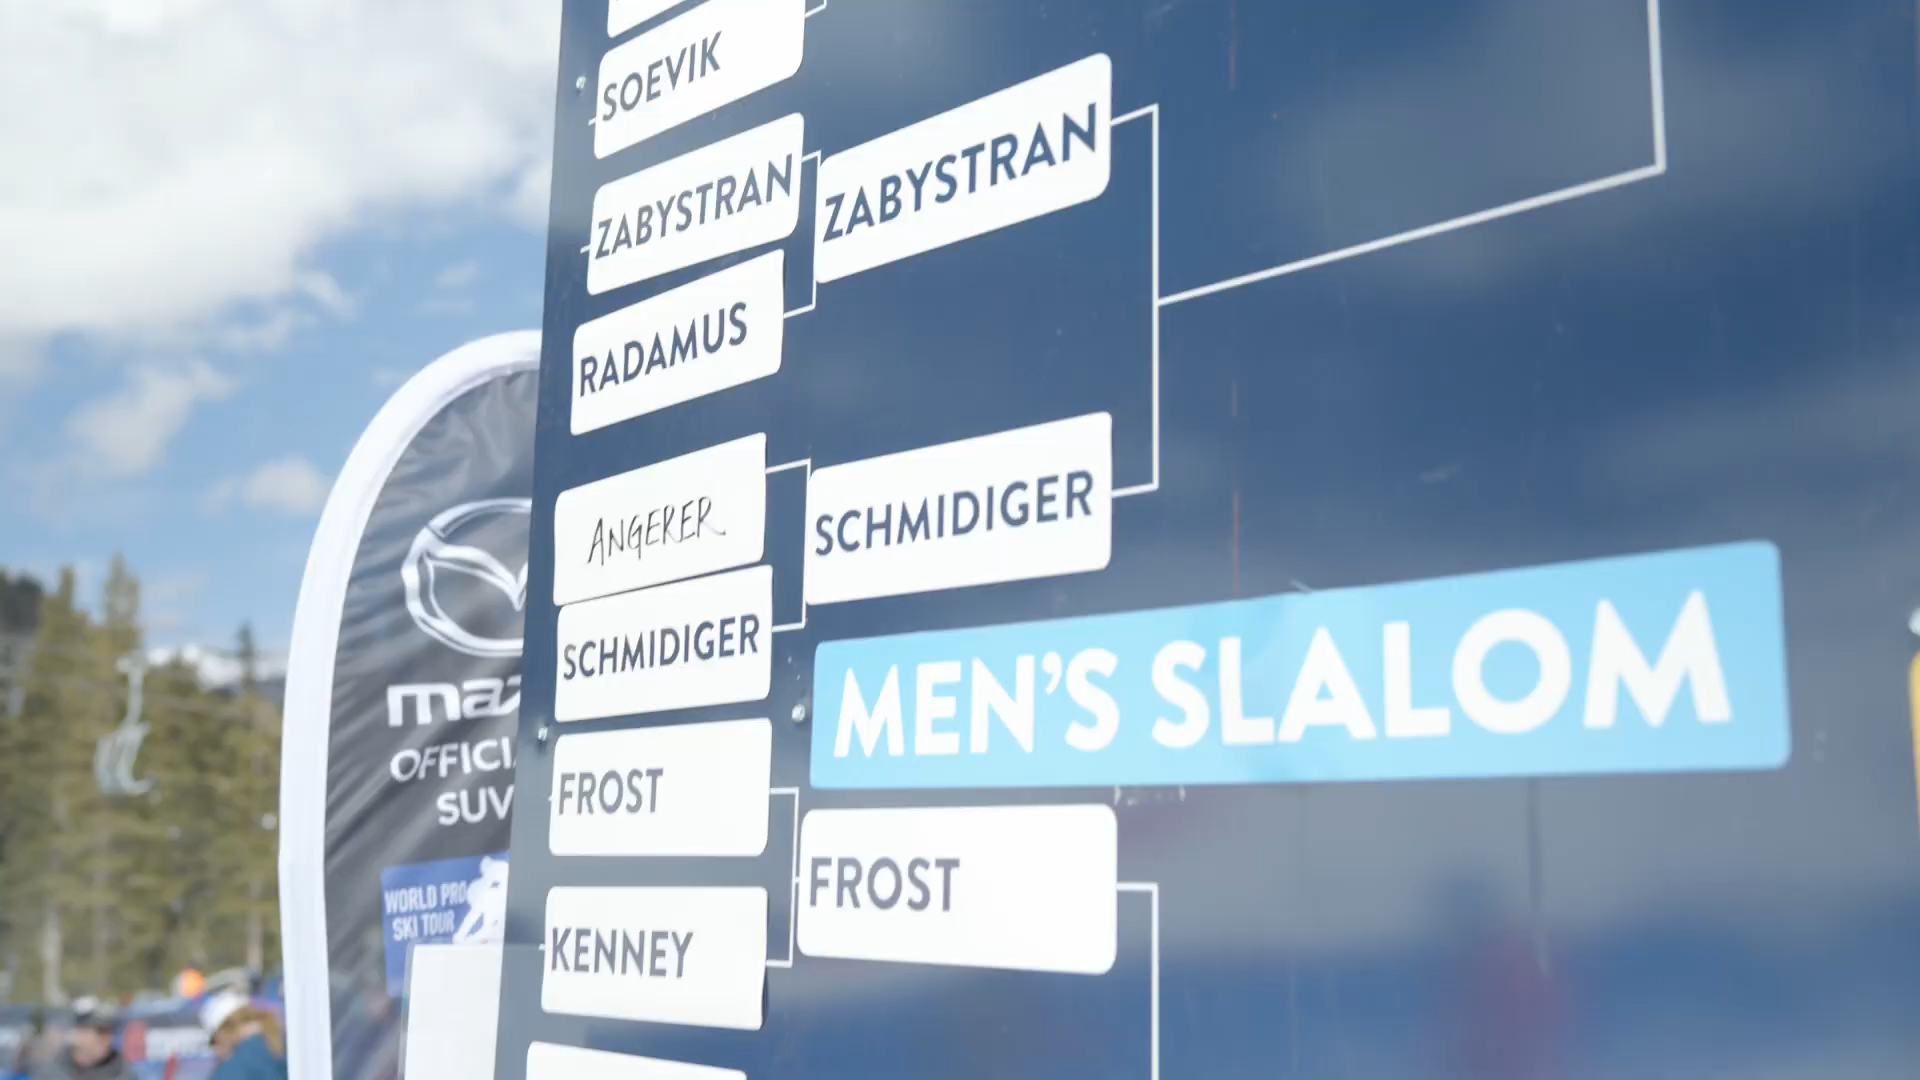 SOEVIK
ZABYSTRAN
ZABYSTRAN
RADAMUS
ANGERER
SCHMIDIGER
SCHMIDIGER
MEN'S SLALOM
FROST
FROST
KENNEY
OFFICI
SUV
WORLD PRO
SKI TOUR